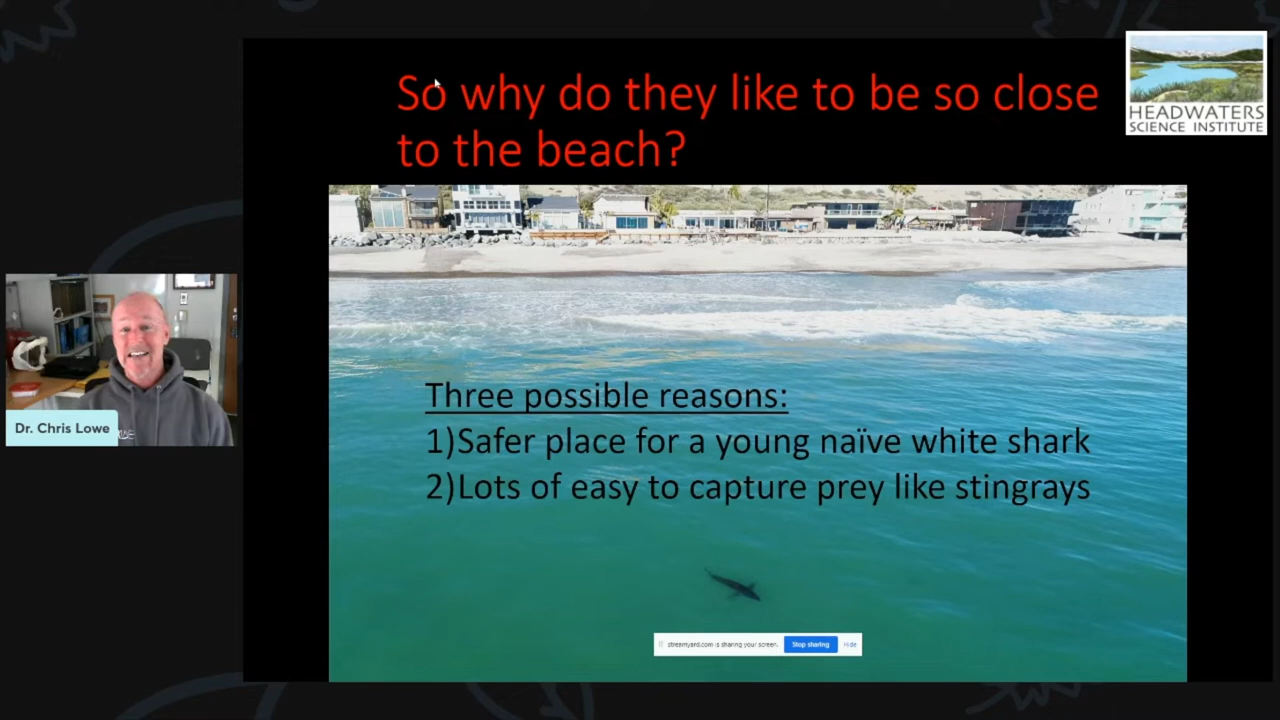 So why do they like to be so close
to the beach?
HEADWATERS
SCIENCE INSTITUTE
Three possible reasons:
1)Safer place for a young naïve white shark
2)Lots of easy to capture prey like stingrays
Dr. Chris Lowe
streamyard.com is sharing your screen.
Stop sharing
Hide